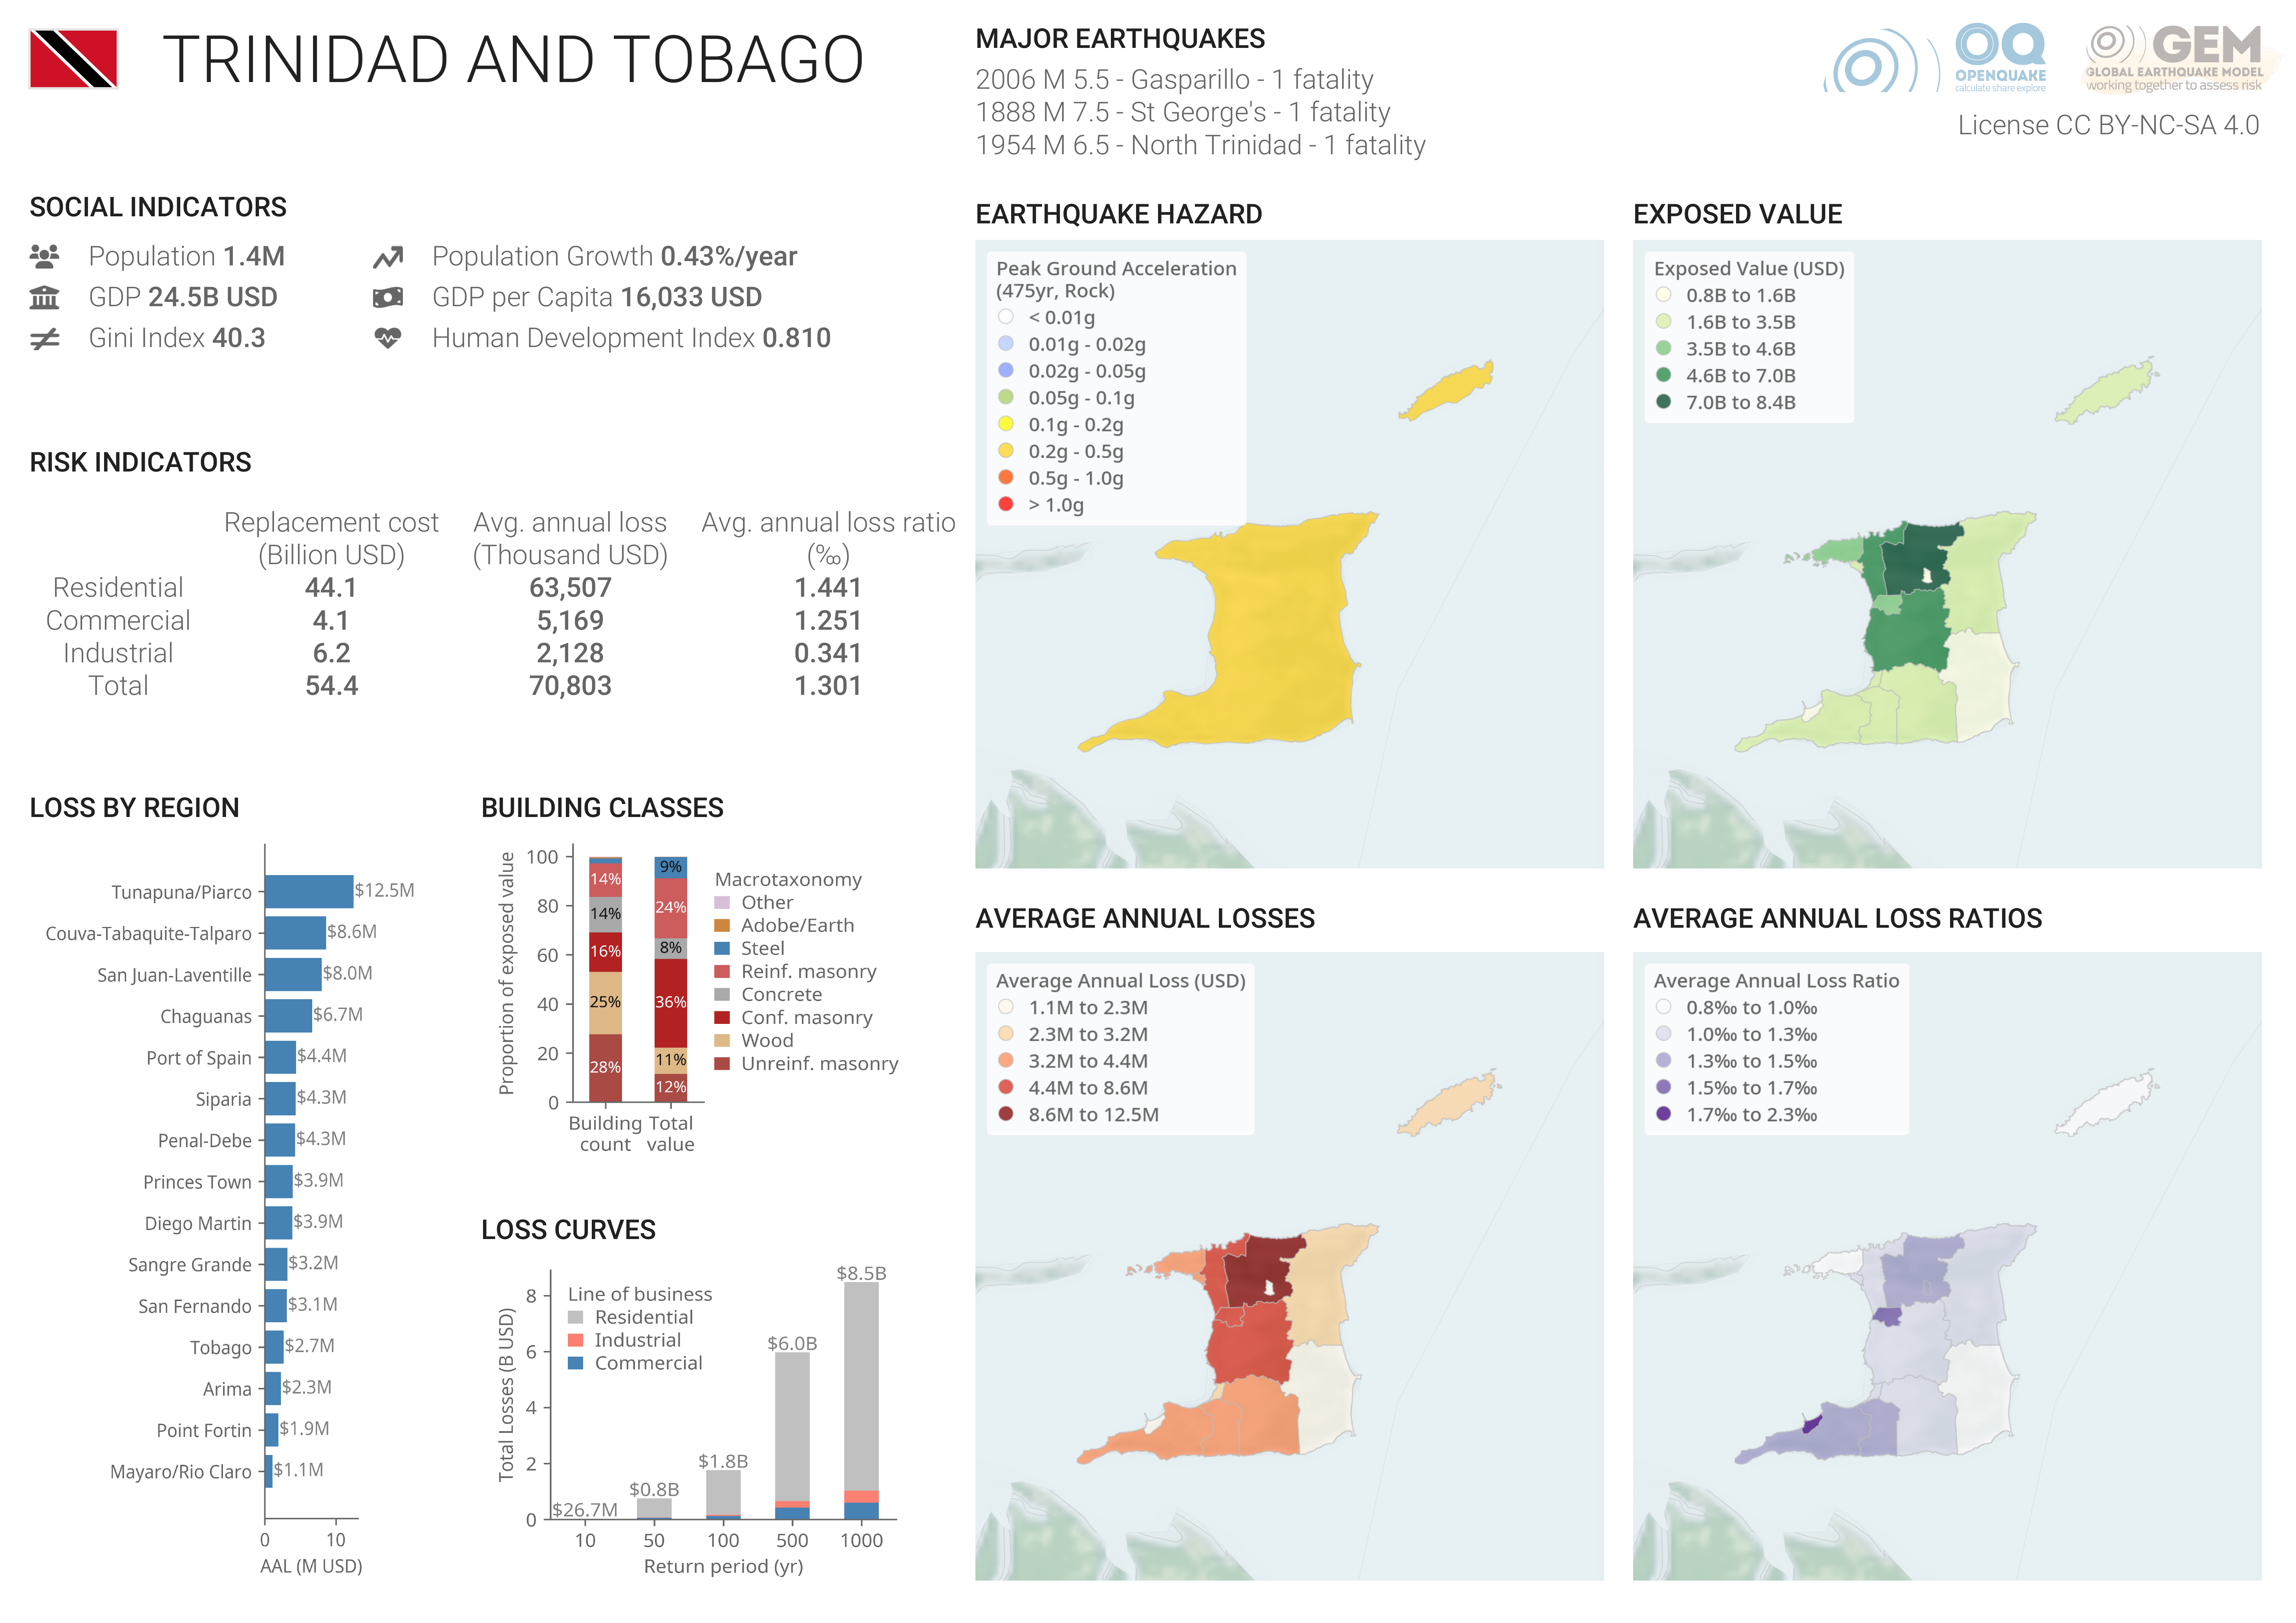 TRINIDAD AND TOBAGO
MAJOR EARTHQUAKES
2006 M 5.5 - Gasparillo - 1 fatality
1888 M 7.5 - St George's - 1 fatality
1954 M 6.5 - North Trinidad - 1 fatality
OQ
OPENQUAKE
calculate share explore
GEM
GLOBAL EARTHQUAKE MODEL
working together to assess risk
License CC BY-NC-SA 4.0
SOCIAL INDICATORS
Population 1.4M
Population Growth 0.43%/year
GDP 24.5B USD
GDP per Capita 16,033 USD
Gini Index 40.3
Human Development Index 0.810
RISK INDICATORS
Replacement cost Avg. annual loss Avg. annual loss ratio
(Billion USD) (Thousand USD) (‰)
Residential 44.1 63,507 1.441
Commercial 4.1 5,169 1.251
Industrial 6.2 2,128 0.341
Total 54.4 70,803 1.301
LOSS BY REGION
Tunapuna/Piarco $12.5M
Couva-Tabaquite-Talparo $8.6M
San Juan-Laventille $8.0M
Chaguanas $6.7M
Port of Spain $4.4M
Siparia $4.3M
Penal-Debe $4.3M
Princes Town $3.9M
Diego Martin $3.9M
Sangre Grande $3.2M
San Fernando $3.1M
Tobago $2.7M
Arima $2.3M
Point Fortin $1.9M
Mayaro/Rio Claro $1.1M
0 10
AAL (M USD)
BUILDING CLASSES
Proportion of exposed value
100
80
60
40
20
0
14%
14%
16%
25%
28%
9%
24%
8%
36%
11%
12%
Building count
Total value
Macrotaxonomy
Other
Adobe/Earth
Steel
Reinf. masonry
Concrete
Conf. masonry
Wood
Unreinf. masonry
LOSS CURVES
Total Losses (B USD)
8
6
4
2
0
Line of business
Residential
Industrial
Commercial
$26.7M
$0.8B
$1.8B
$6.0B
$8.5B
10 50 100 500 1000
Return period (yr)
EARTHQUAKE HAZARD
Peak Ground Acceleration
(475yr, Rock)
< 0.01g
0.01g - 0.02g
0.02g - 0.05g
0.05g - 0.1g
0.1g - 0.2g
0.2g - 0.5g
0.5g - 1.0g
> 1.0g
EXPOSED VALUE
Exposed Value (USD)
0.8B to 1.6B
1.6B to 3.5B
3.5B to 4.6B
4.6B to 7.0B
7.0B to 8.4B
AVERAGE ANNUAL LOSSES
Average Annual Loss (USD)
1.1M to 2.3M
2.3M to 3.2M
3.2M to 4.4M
4.4M to 8.6M
8.6M to 12.5M
AVERAGE ANNUAL LOSS RATIOS
Average Annual Loss Ratio
0.8‰ to 1.0‰
1.0‰ to 1.3‰
1.3‰ to 1.5‰
1.5‰ to 1.7‰
1.7‰ to 2.3‰